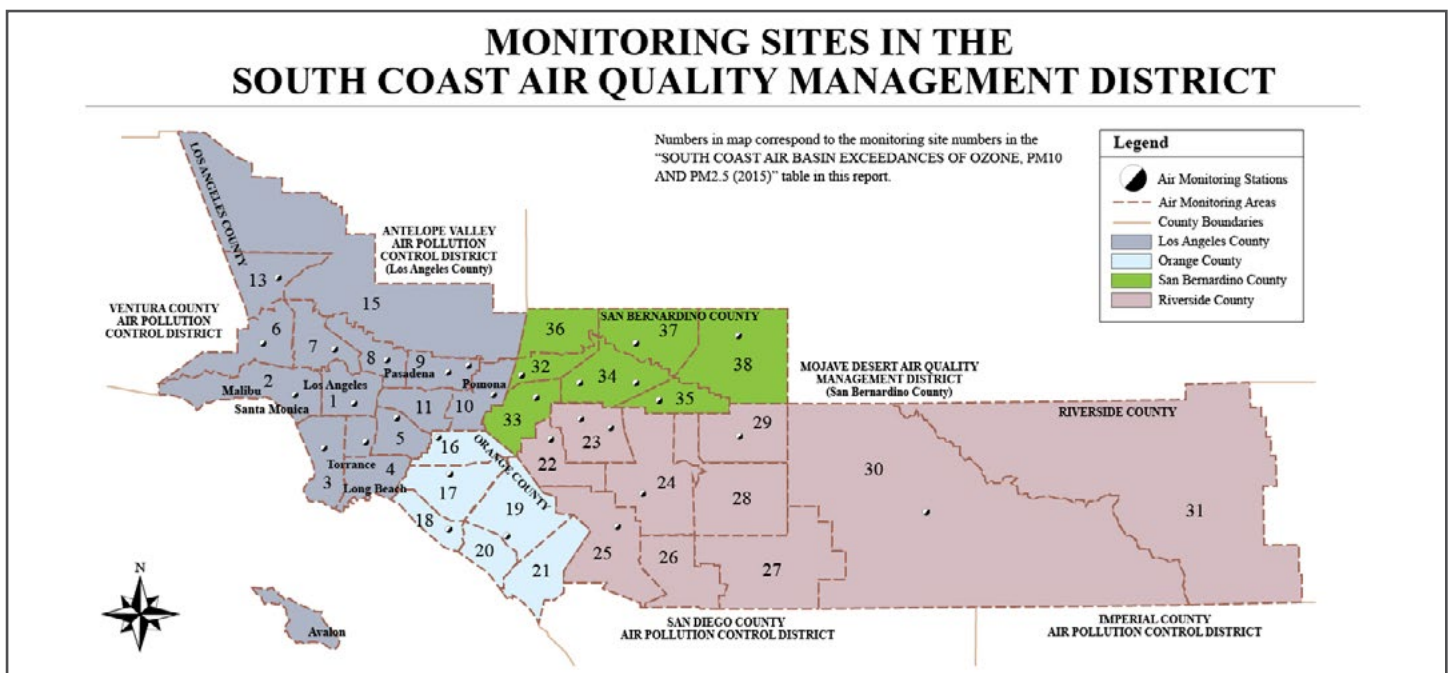 MONITORING SITES IN THE
SOUTH COAST AIR QUALITY MANAGEMENT DISTRICT
Numbers in map correspond to the monitoring site numbers in the
“SOUTH COAST AIR BASIN EXCEEDANCES OF OZONE, PM10
AND PM2.5 (2015)” table in this report.
Legend
Air Monitoring Stations
Air Monitoring Areas
County Boundaries
Los Angeles County
Orange County
San Bernardino County
Riverside County
LOS ANGELES COUNTY
ANTELOPE VALLEY
AIR POLLUTION
CONTROL DISTRICT
(Los Angeles County)
VENTURA COUNTY
AIR POLLUTION
CONTROL DISTRICT
13
15
6
7
8
9
Pasadena
Pomona
2
Malibu
Los Angeles
Santa Monica
1
11
10
5
Torrance
4
3
Long Beach
16
ORANGE COUNTY
17
18
19
20
21
SAN BERNARDINO COUNTY
36
37
38
32
34
33
35
MOJAVE DESERT AIR QUALITY
MANAGEMENT DISTRICT
(San Bernardino County)
RIVERSIDE COUNTY
22
23
29
24
28
30
31
25
26
27
N
Avalon
SAN DIEGO COUNTY
AIR POLLUTION CONTROL DISTRICT
IMPERIAL COUNTY
AIR POLLUTION CONTROL DISTRICT